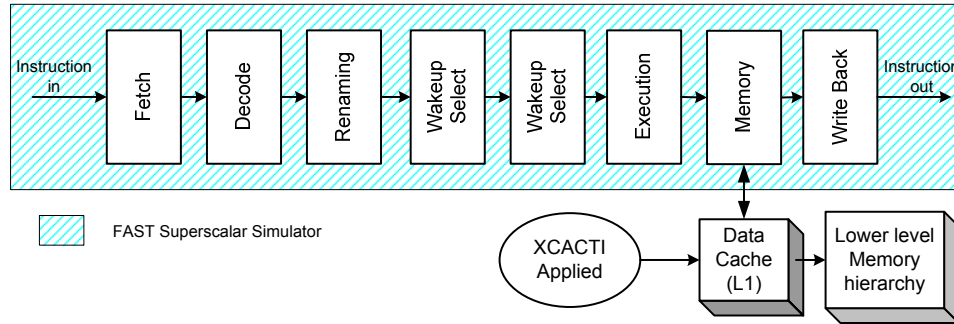 Instruction
in
Fetch
Decode
Renaming
Wakeup
Select
Wakeup
Select
Execution
Memory
Write Back
Instruction
out
FAST Superscalar Simulator
XCACTI
Applied
Data
Cache
(L1)
Lower level
Memory
hierarchy